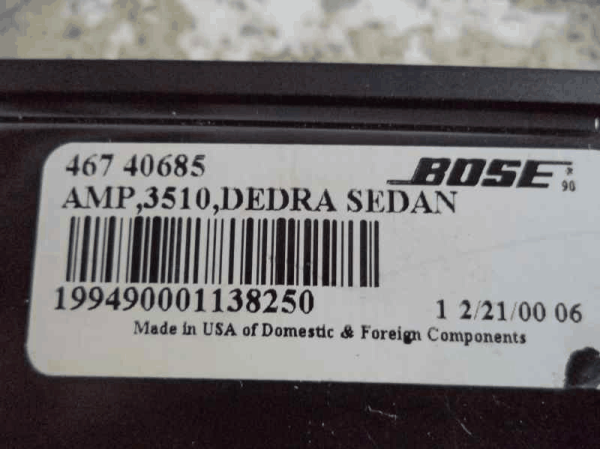 467 40685
BOSE® 90
AMP,3510,DEDRA SEDAN
199490001138250
1 2/21/00 06
Made in USA of Domestic & Foreign Components